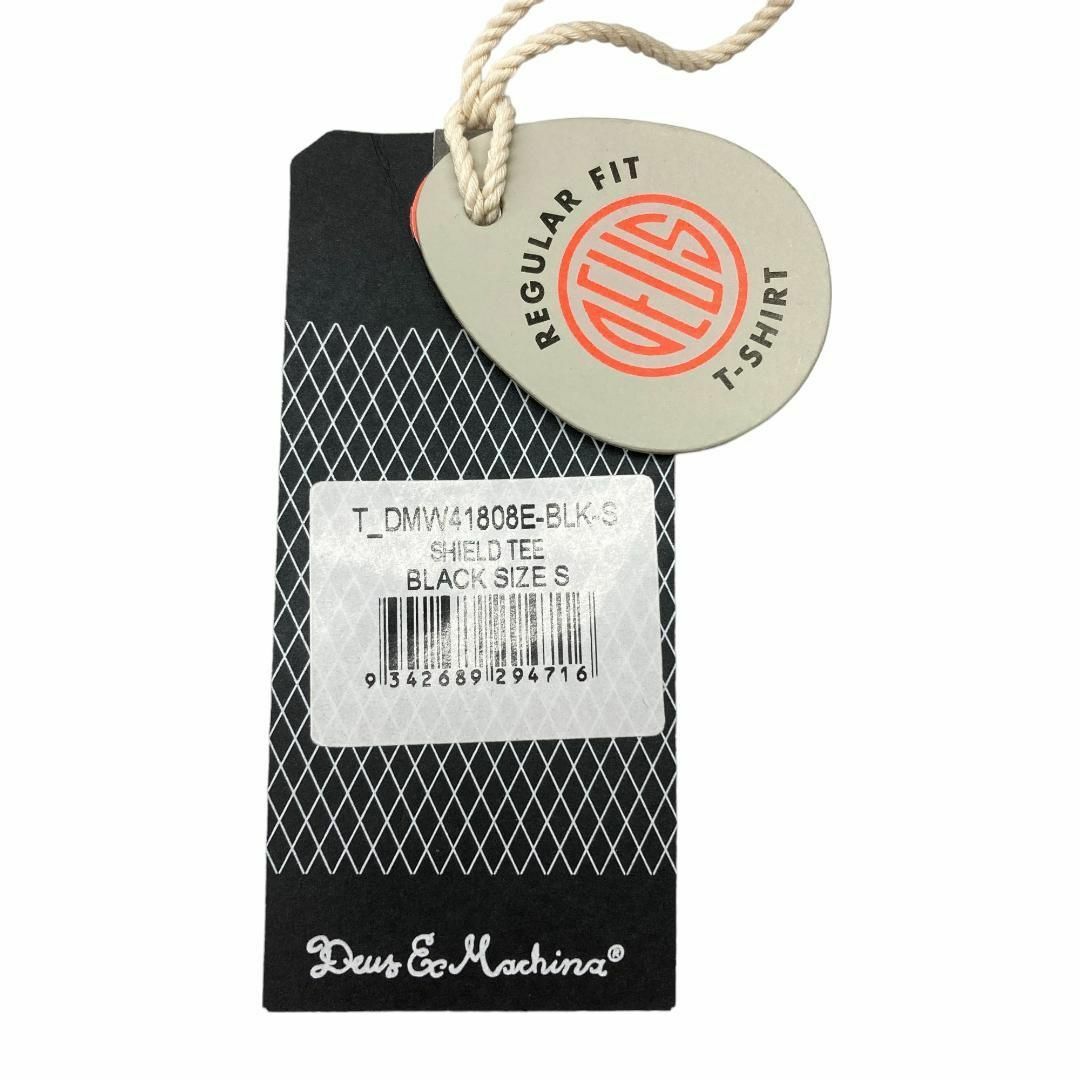 REGULAR FIT
DEUS
T-SHIRT
T_DMW41808E-BLK-S
SHIELD TEE
BLACK SIZE S
9 342689 294716
Deus Ex Machina®